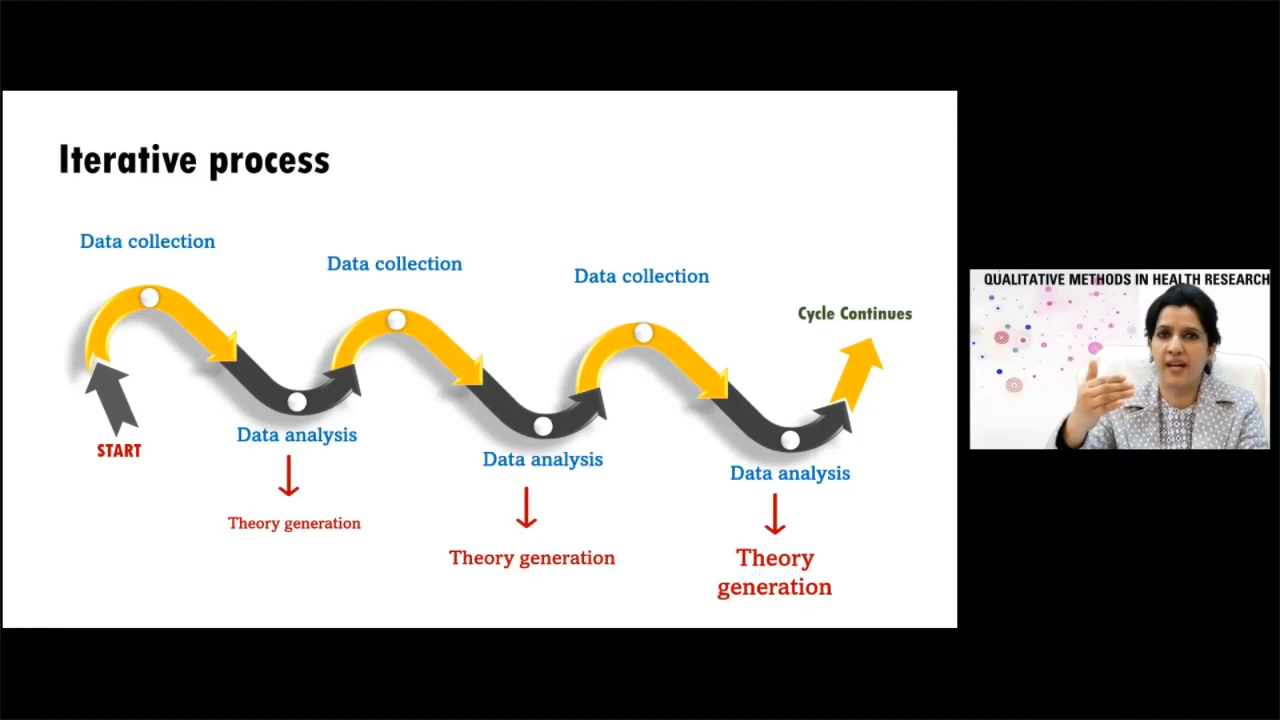 Iterative process
Data collection
Data collection
Data collection
Cycle Continues
START
Data analysis
Data analysis
Data analysis
Theory generation
Theory generation
Theory
generation
QUALITATIVE METHODS IN HEALTH RESEARCH